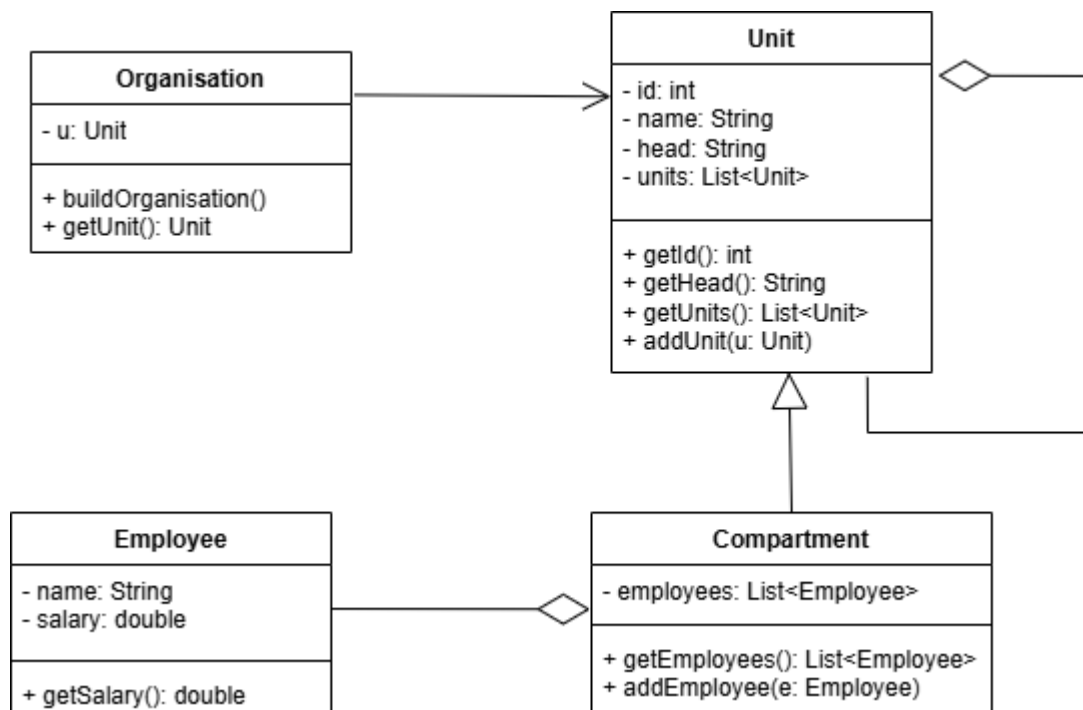 Organisation
- u: Unit
+ buildOrganisation()
+ getUnit(): Unit
Unit
- id: int
- name: String
- head: String
- units: List<Unit>
+ getId(): int
+ getHead(): String
+ getUnits(): List<Unit>
+ addUnit(u: Unit)
Employee
- name: String
- salary: double
+ getSalary(): double
Compartment
- employees: List<Employee>
+ getEmployees(): List<Employee>
+ addEmployee(e: Employee)